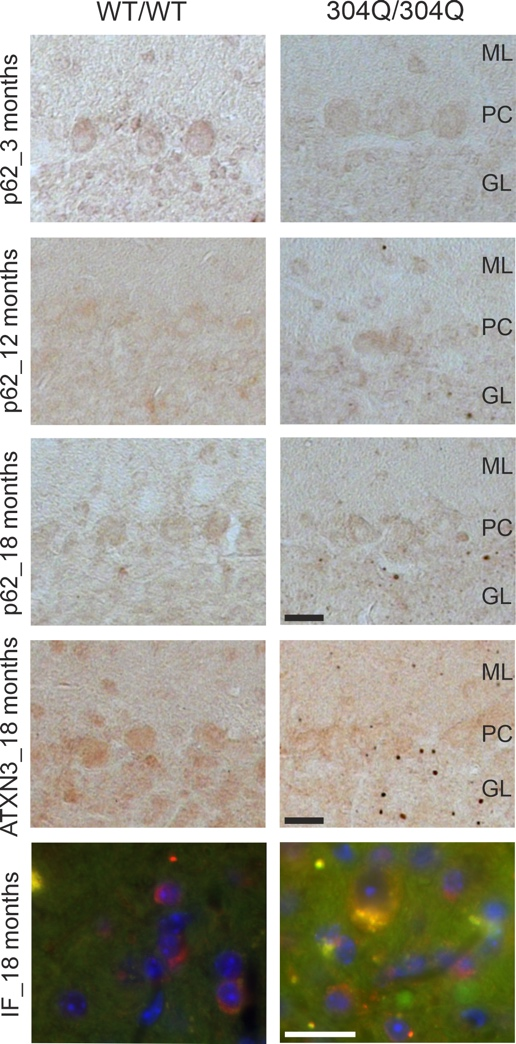 WT/WT 304Q/304Q
p62_3 months
ML
PC
GL
p62_12 months
ML
PC
GL
p62_18 months
ML
PC
GL
ATXN3_18 months
ML
PC
GL
IF_18 months